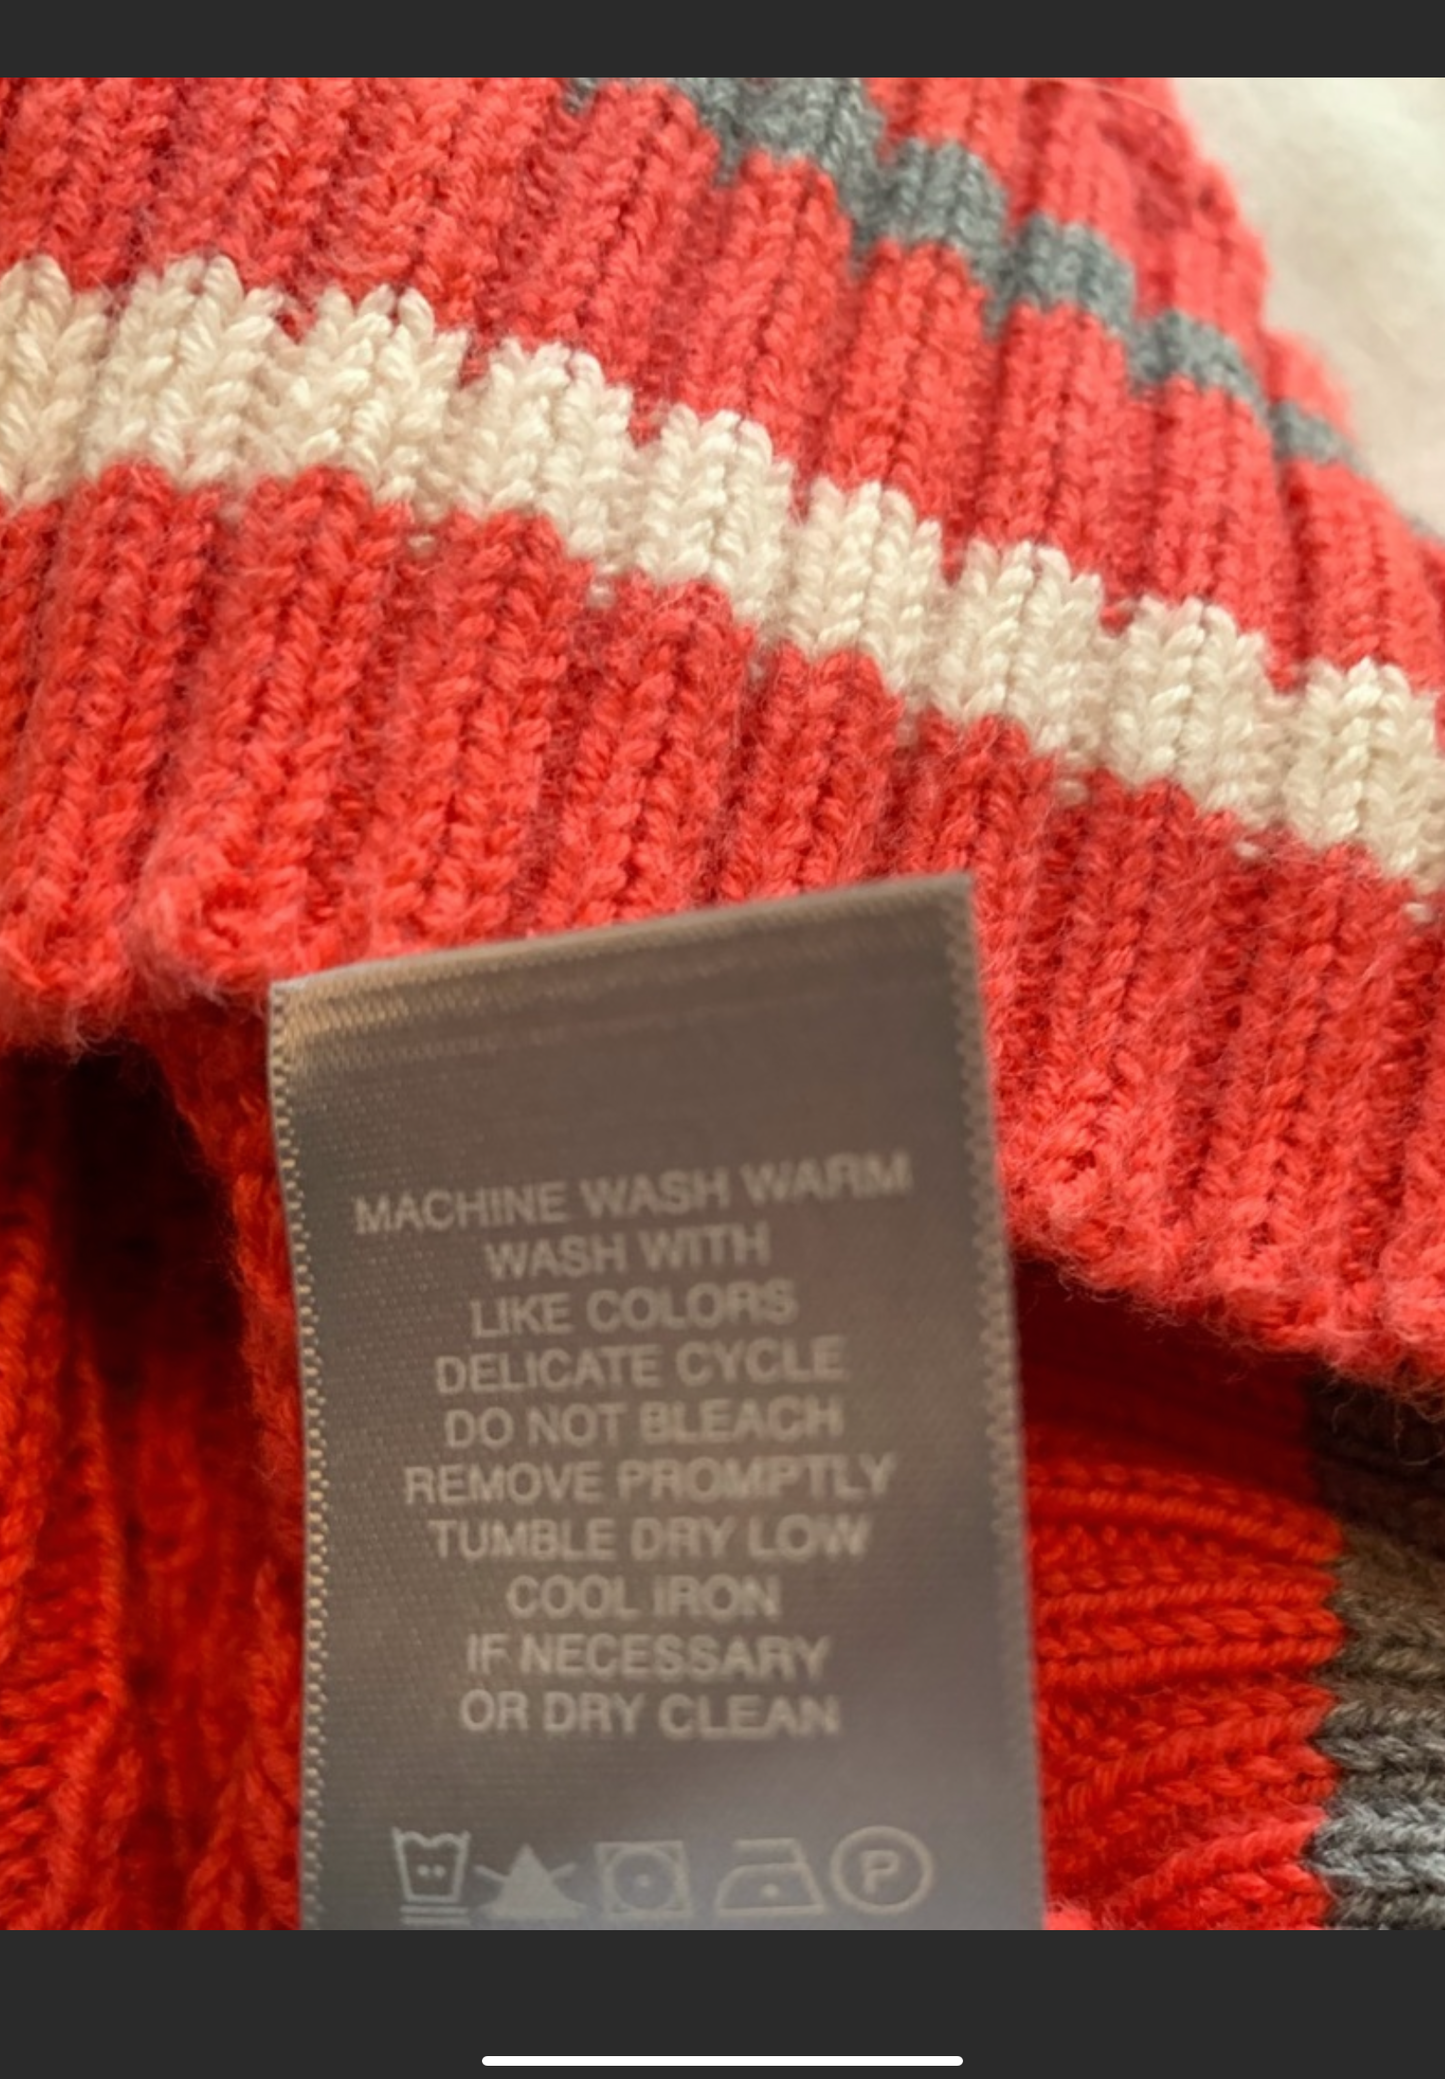 MACHINE WASH WARM
WASH WITH
LIKE COLORS
DELICATE CYCLE
DO NOT BLEACH
REMOVE PROMPTLY
TUMBLE DRY LOW
COOL IRON
IF NECESSARY
OR DRY CLEAN
P